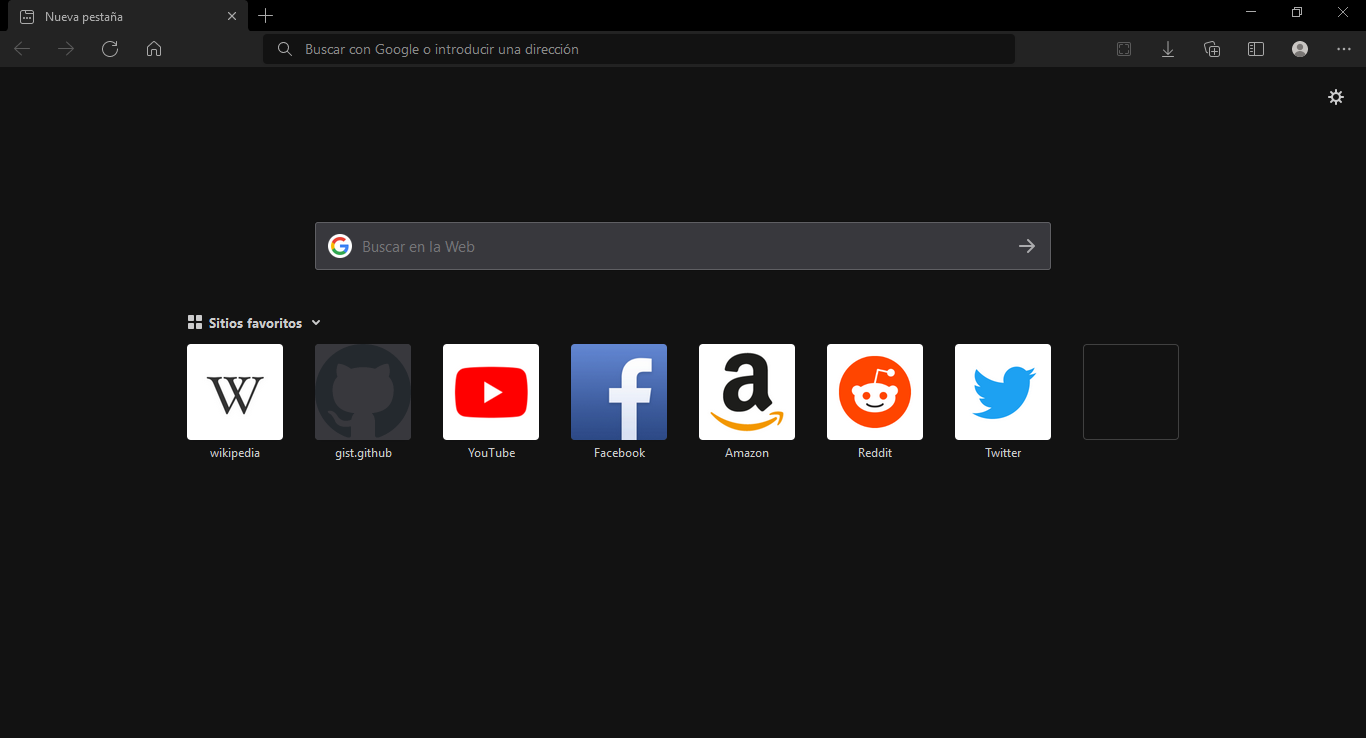 Nueva pestaña
Buscar con Google o introducir una dirección
Buscar en la Web
Sitios favoritos
wikipedia
gist.github
YouTube
Facebook
Amazon
Reddit
Twitter